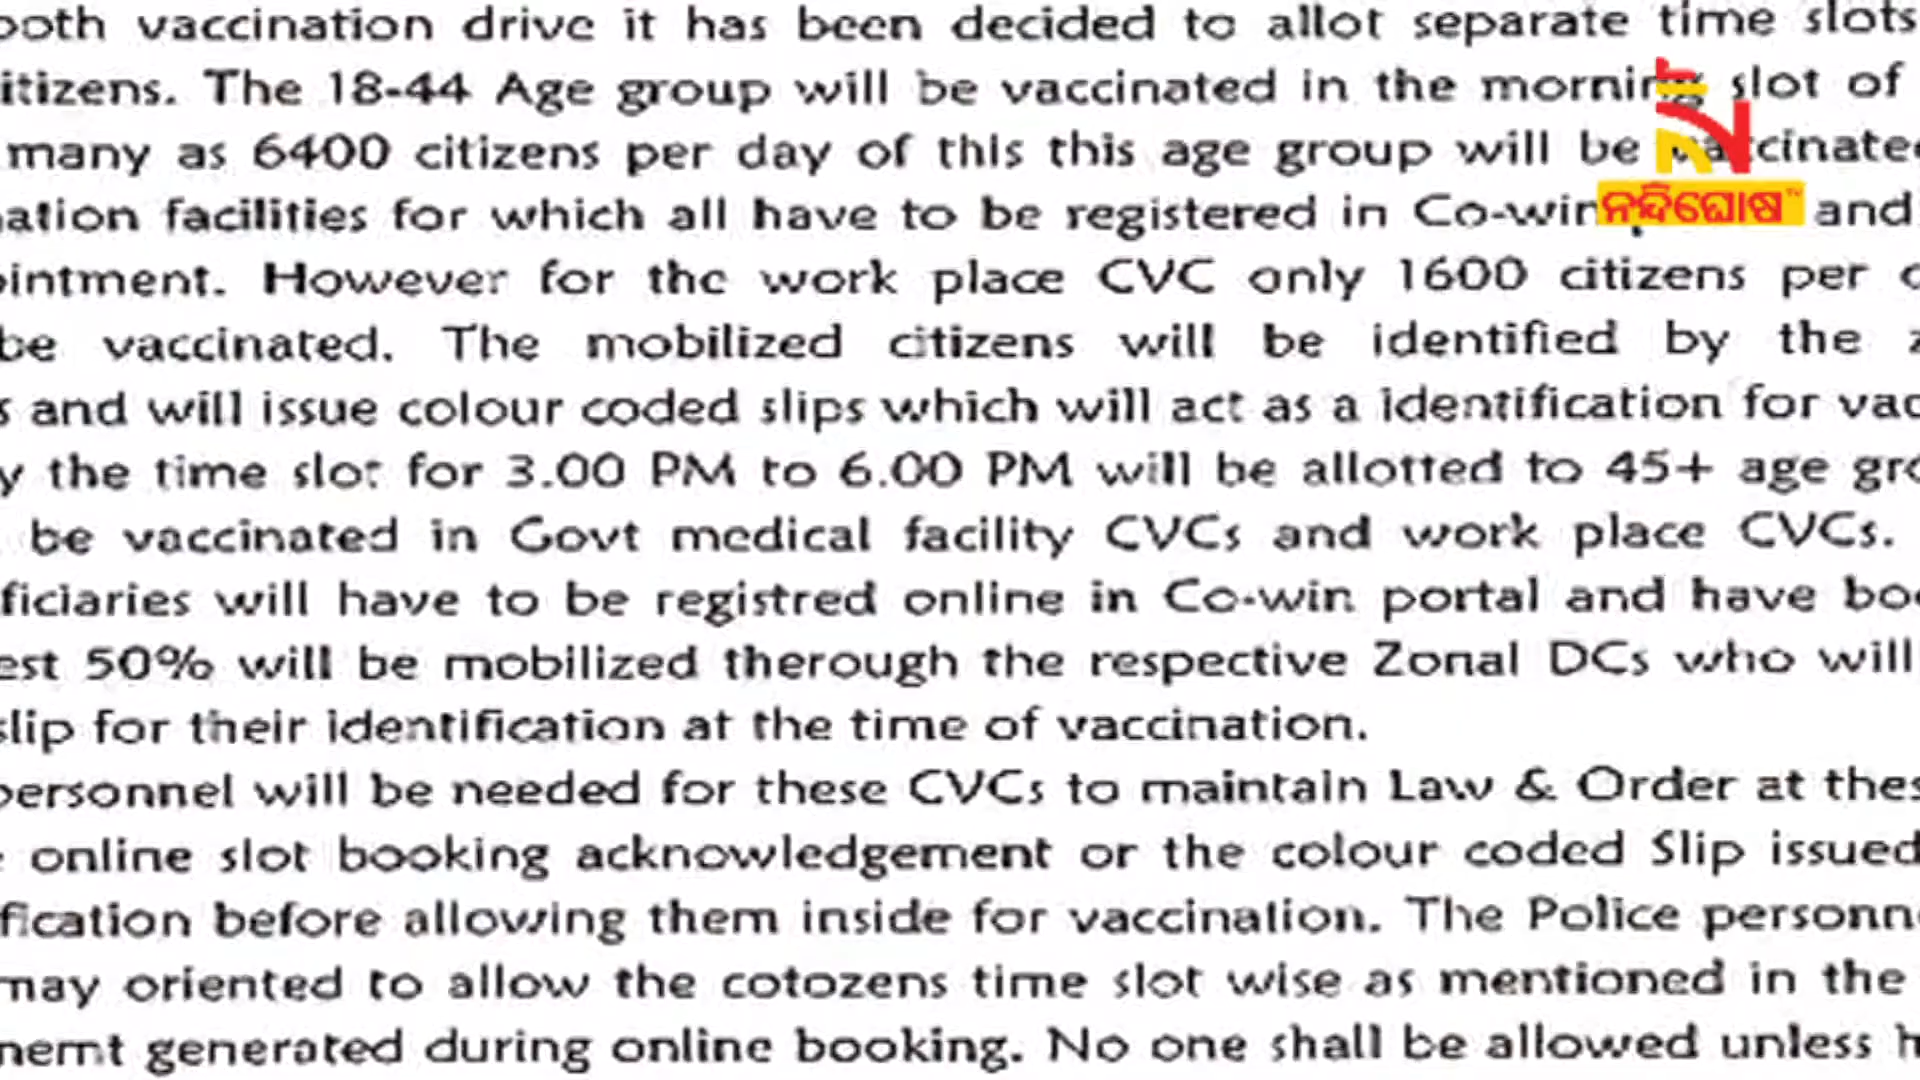 ooth vaccination drive it has been decided to allot separate time slots
itizens. The 18-44 Age group will be vaccinated in the morning slot of
many as 6400 citizens per day of this this age group will be vaccinated
ation facilities for which all have to be registered in Co-win and
ନନ୍ଦିଘୋଷ™
ointment. However for the work place CVC only 1600 citizens per
be vaccinated. The mobilized citizens will be identified by the
s and will issue colour coded slips which will act as a identification for vac
y the time slot for 3.00 PM to 6.00 PM will be allotted to 45+ age gro
be vaccinated in Govt medical facility CVCs and work place CVCs.
ficiaries will have to be registred online in Co-win portal and have boo
est 50% will be mobilized therough the respective Zonal DCs who will
slip for their identification at the time of vaccination.
personnel will be needed for these CVCs to maintain Law & Order at thes
online slot booking acknowledgement or the colour coded Slip issued
fication before allowing them inside for vaccination. The Police personn
may oriented to allow the cotozens time slot wise as mentioned in the
nemt generated during online booking. No one shall be allowed unless h